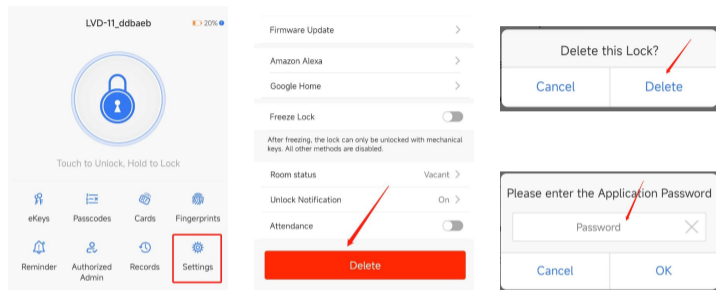 LVD-11_ddbaeb
20%
Touch to Unlock, Hold to Lock
eKeys
Passcodes
Cards
Fingerprints
Reminder
Authorized
Admin
Records
Settings
Firmware Update
Amazon Alexa
Google Home
Freeze Lock
After freezing, the lock can only be unlocked with mechanical
keys. All other methods are disabled.
Room status
Vacant
Unlock Notification
On
Attendance
Delete
Delete this Lock?
Cancel
Delete
Please enter the Application Password
Password
Cancel
OK